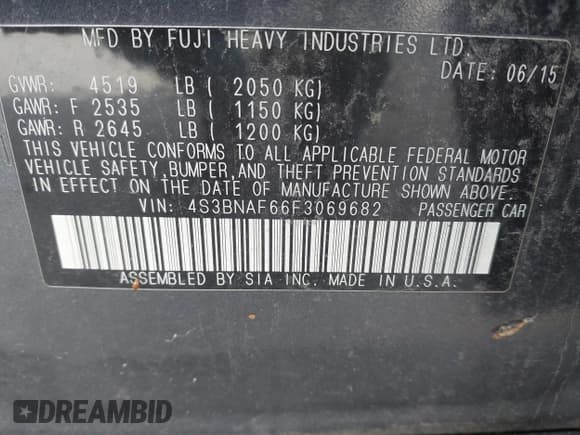 MFD BY FUJI HEAVY INDUSTRIES LTD.
DATE: 06/15
GVWR: 4519 LB ( 2050 KG)
GAWR: F 2535 LB ( 1150 KG)
GAWR: R 2645 LB ( 1200 KG)
THIS VEHICLE CONFORMS TO ALL APPLICABLE FEDERAL MOTOR
VEHICLE SAFETY,BUMPER,AND THEFT PREVENTION STANDARDS
IN EFFECT ON THE DATE OF MANUFACTURE SHOWN ABOVE.
VIN: 4S3BNAF66F3069682 PASSENGER CAR
ASSEMBLED BY SIA INC. MADE IN U.S.A.
DREAMBID